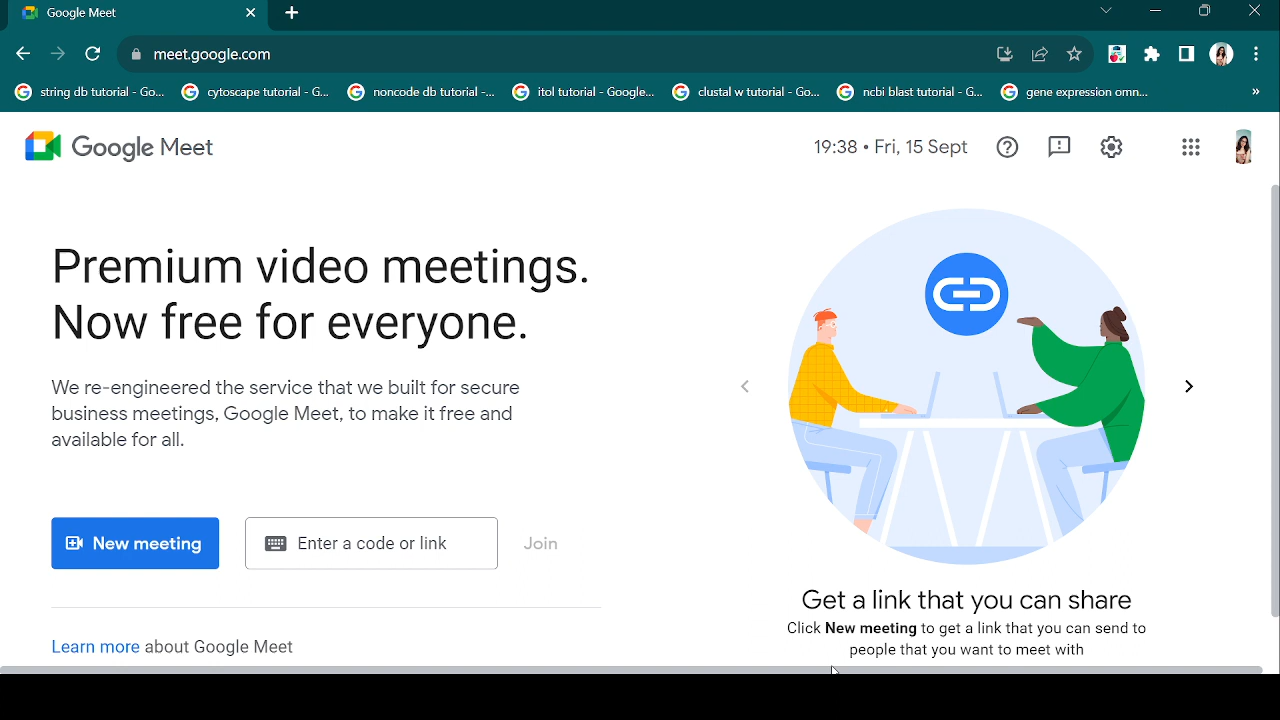 Google Meet
meet.google.com
string db tutorial - Go...
cytoscape tutorial - G...
noncode db tutorial -...
itol tutorial - Google...
clustal w tutorial - Go...
ncbi blast tutorial - G...
gene expression omn...
»
Google Meet
19:38 • Fri, 15 Sept
Premium video meetings.
Now free for everyone.
We re-engineered the service that we built for secure
business meetings, Google Meet, to make it free and
available for all.
New meeting
Enter a code or link
Join
Learn more about Google Meet
Get a link that you can share
Click New meeting to get a link that you can send to
people that you want to meet with